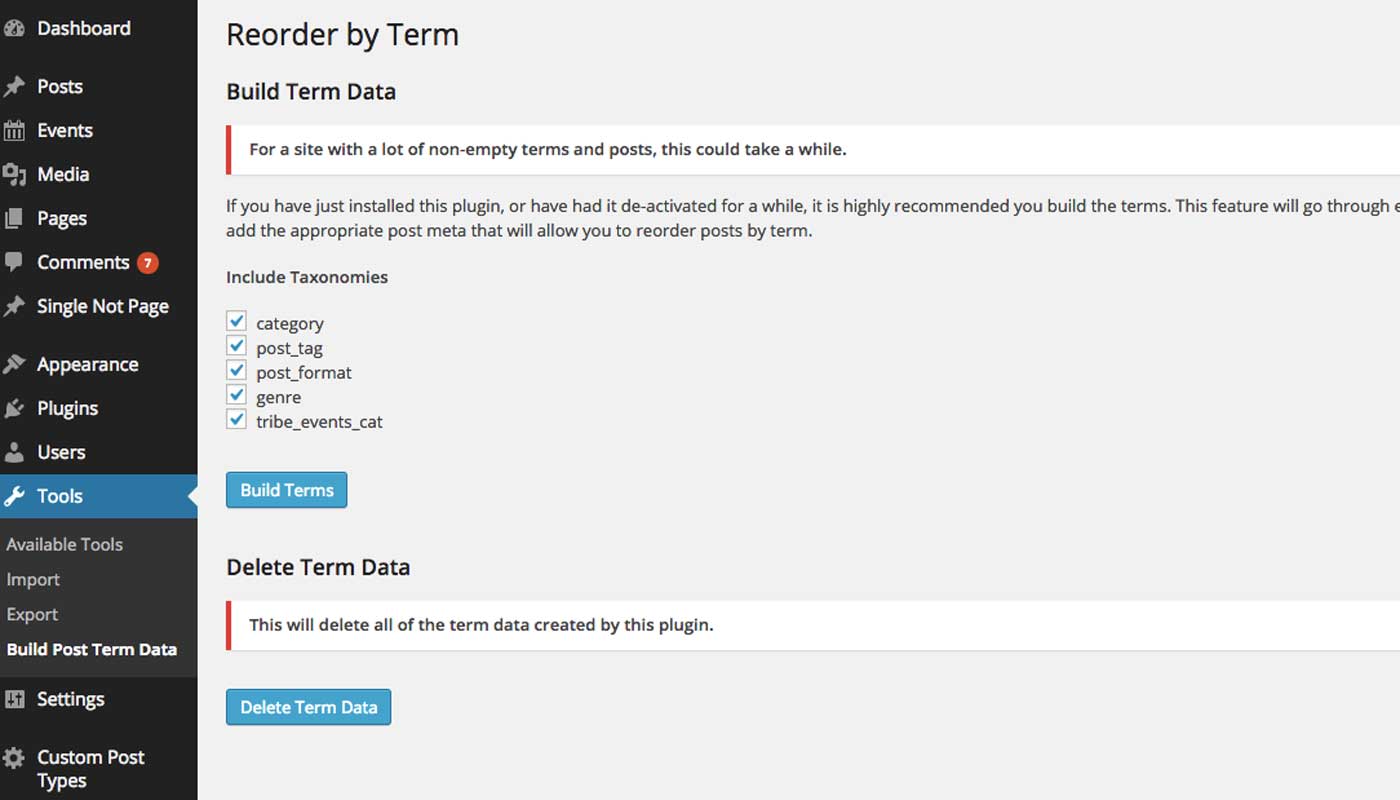 Dashboard
Posts
Events
Media
Pages
Comments 7
Single Not Page
Appearance
Plugins
Users
Tools
Available Tools
Import
Export
Build Post Term Data
Settings
Custom Post
Types
Reorder by Term
Build Term Data
For a site with a lot of non-empty terms and posts, this could take a while.
If you have just installed this plugin, or have had it de-activated for a while, it is highly recommended you build the terms. This feature will go through
add the appropriate post meta that will allow you to reorder posts by term.
Include Taxonomies
category
post_tag
post_format
genre
tribe_events_cat
Build Terms
Delete Term Data
This will delete all of the term data created by this plugin.
Delete Term Data